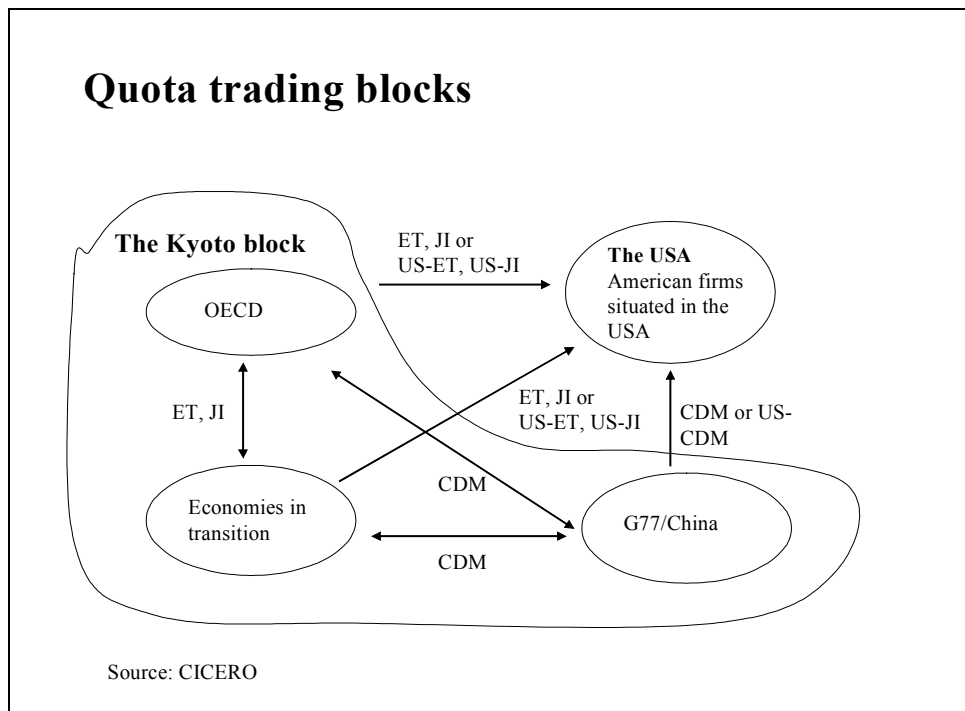 Quota trading blocks
The Kyoto block
OECD
ET, JI or
US-ET, US-JI
The USA
American firms
situated in the
USA
ET, JI
ET, JI or
US-ET, US-JI
CDM or US-
CDM
Economies in
transition
CDM
G77/China
CDM
Source: CICERO